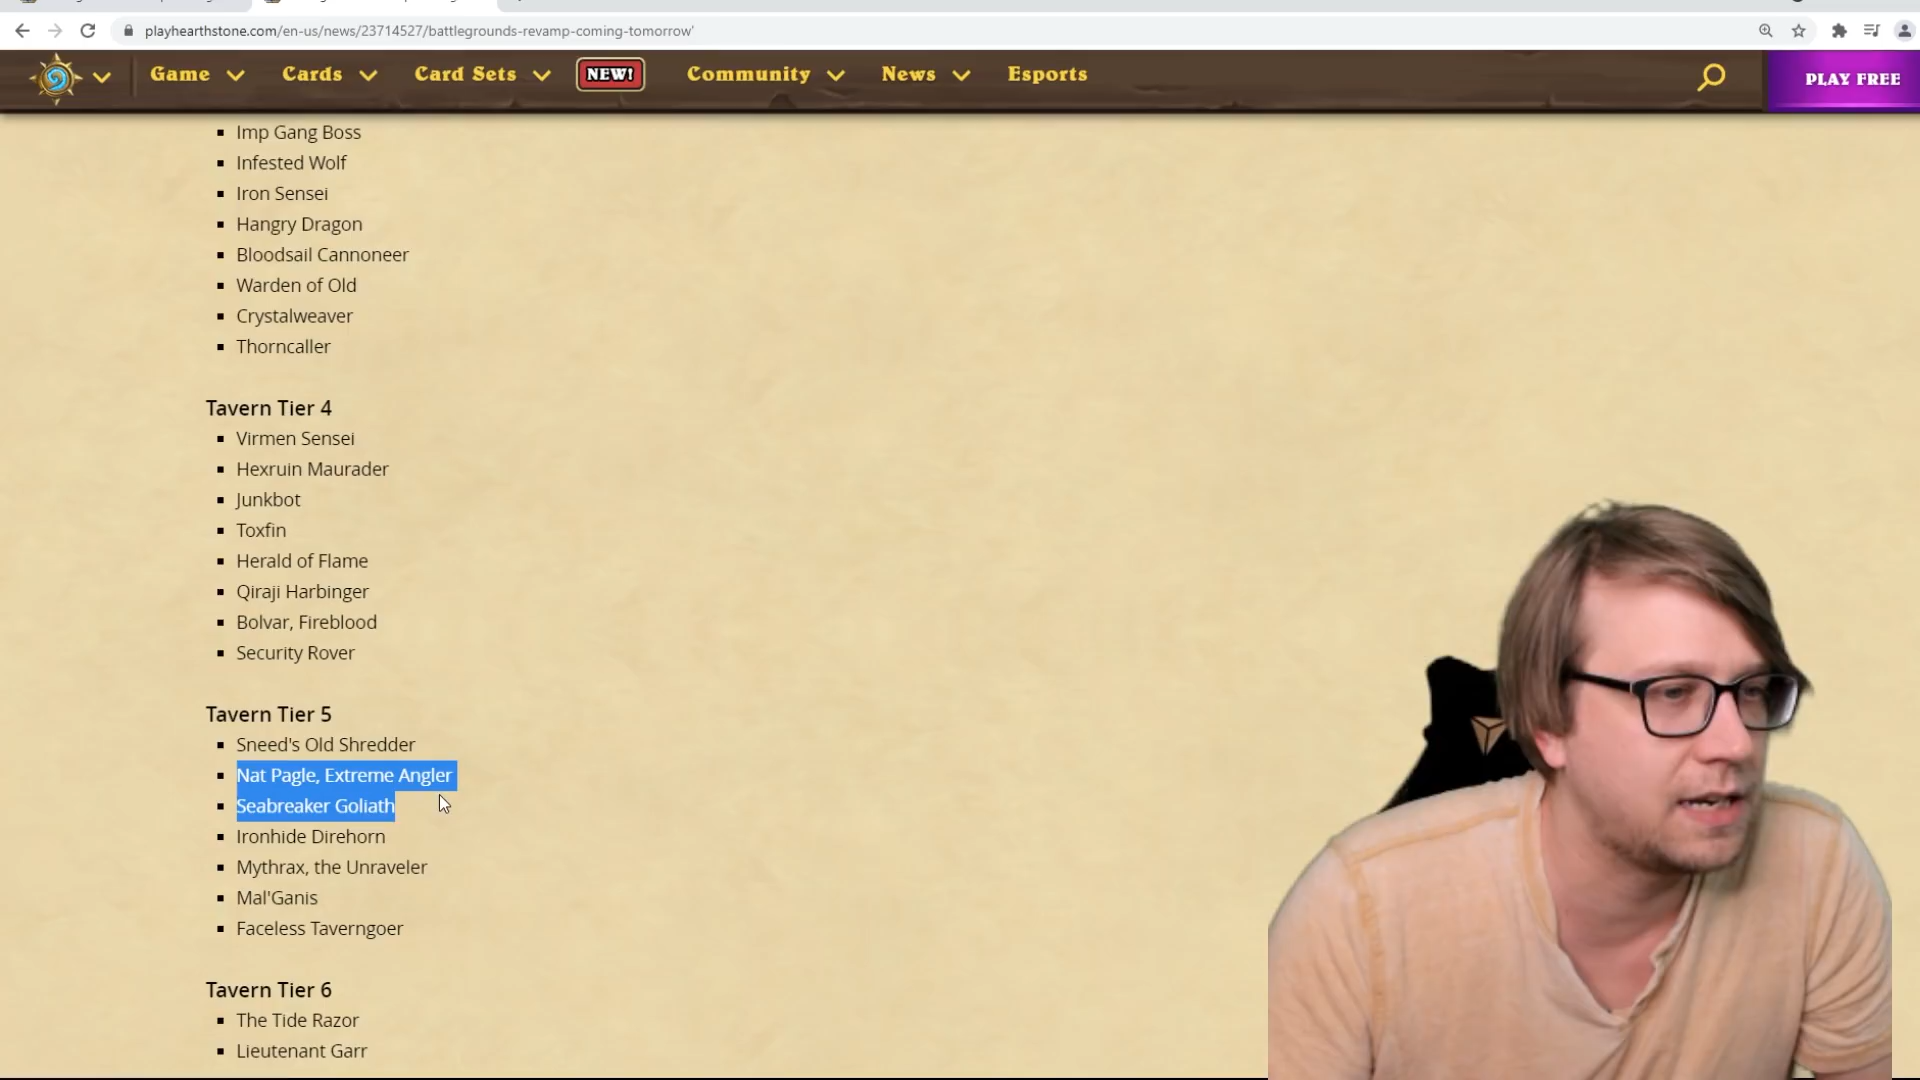 playhearthstone.com/en-us/news/23714527/battlegrounds-revamp-coming-tomorrow'
Game
Cards
Card Sets
NEW!
Community
News
Esports
PLAY FREE
Imp Gang Boss
Infested Wolf
Iron Sensei
Hangry Dragon
Bloodsail Cannoneer
Warden of Old
Crystalweaver
Thorncaller
Tavern Tier 4
Virmen Sensei
Hexruin Maurader
Junkbot
Toxfin
Herald of Flame
Qiraji Harbinger
Bolvar, Fireblood
Security Rover
Tavern Tier 5
Sneed's Old Shredder
Nat Pagle, Extreme Angler
Seabreaker Goliath
Ironhide Direhorn
Mythrax, the Unraveler
Mal'Ganis
Faceless Taverngoer
Tavern Tier 6
The Tide Razor
Lieutenant Garr